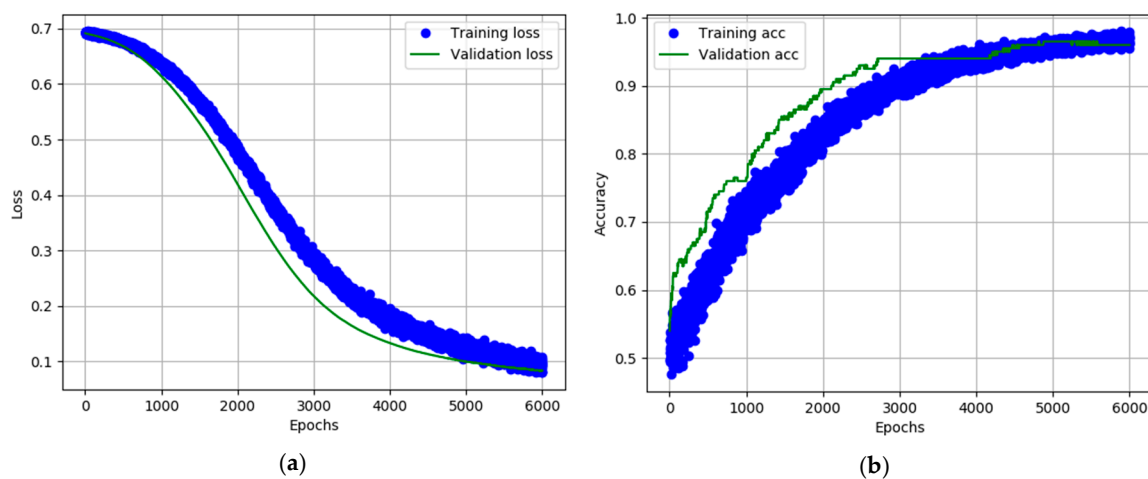 Training loss
Validation loss
0.7
0.6
0.5
0.4
0.3
0.2
0.1
Loss
0 1000 2000 3000 4000 5000 6000
Epochs
(a)
Training acc
Validation acc
1.0
0.9
0.8
0.7
0.6
0.5
Accuracy
0 1000 2000 3000 4000 5000 6000
Epochs
(b)